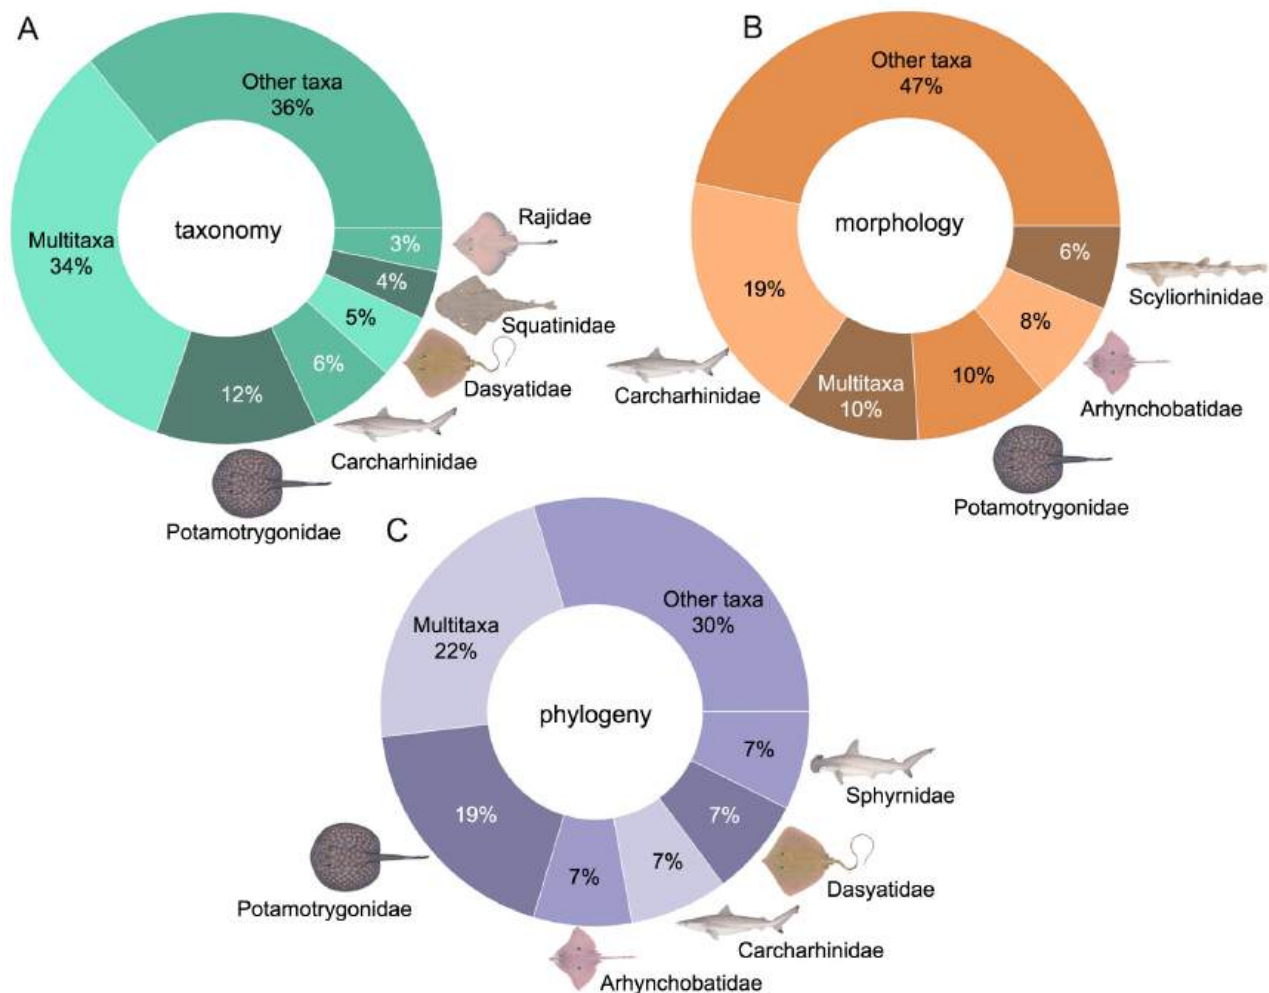 A
Other taxa
36%
Multitaxa
34%
taxonomy
3%
Rajidae
4%
Squatinidae
5%
Dasyatidae
6%
Carcharhinidae
12%
Potamotrygonidae
B
Other taxa
47%
morphology
6%
Scyliorhinidae
8%
Arhynchobatidae
10%
Potamotrygonidae
Multitaxa
10%
19%
Carcharhinidae
C
Other taxa
30%
Multitaxa
22%
phylogeny
7%
Sphyrnidae
7%
Dasyatidae
7%
Carcharhinidae
7%
Arhynchobatidae
19%
Potamotrygonidae